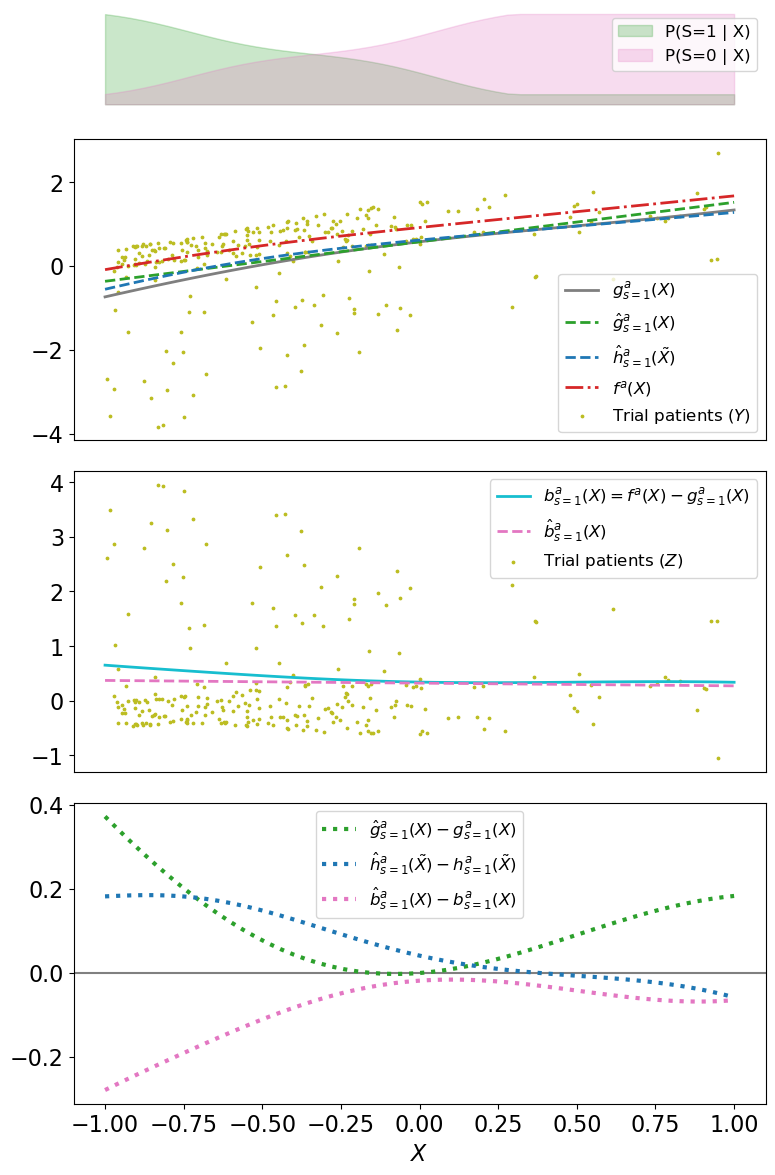 P(S=1 | X)
P(S=0 | X)
2
0
−2
−4
g^a_{s=1}(X)
ĝ^a_{s=1}(X)
ĥ^a_{s=1}(X̃)
f^a(X)
Trial patients (Y)
4
3
2
1
0
−1
b^a_{s=1}(X) = f^a(X) − g^a_{s=1}(X)
b̂^a_{s=1}(X)
Trial patients (Z)
0.4
0.2
0.0
−0.2
ĝ^a_{s=1}(X) − g^a_{s=1}(X)
ĥ^a_{s=1}(X̃) − h^a_{s=1}(X̃)
b̂^a_{s=1}(X) − b^a_{s=1}(X)
−1.00 −0.75 −0.50 −0.25 0.00 0.25 0.50 0.75 1.00
X